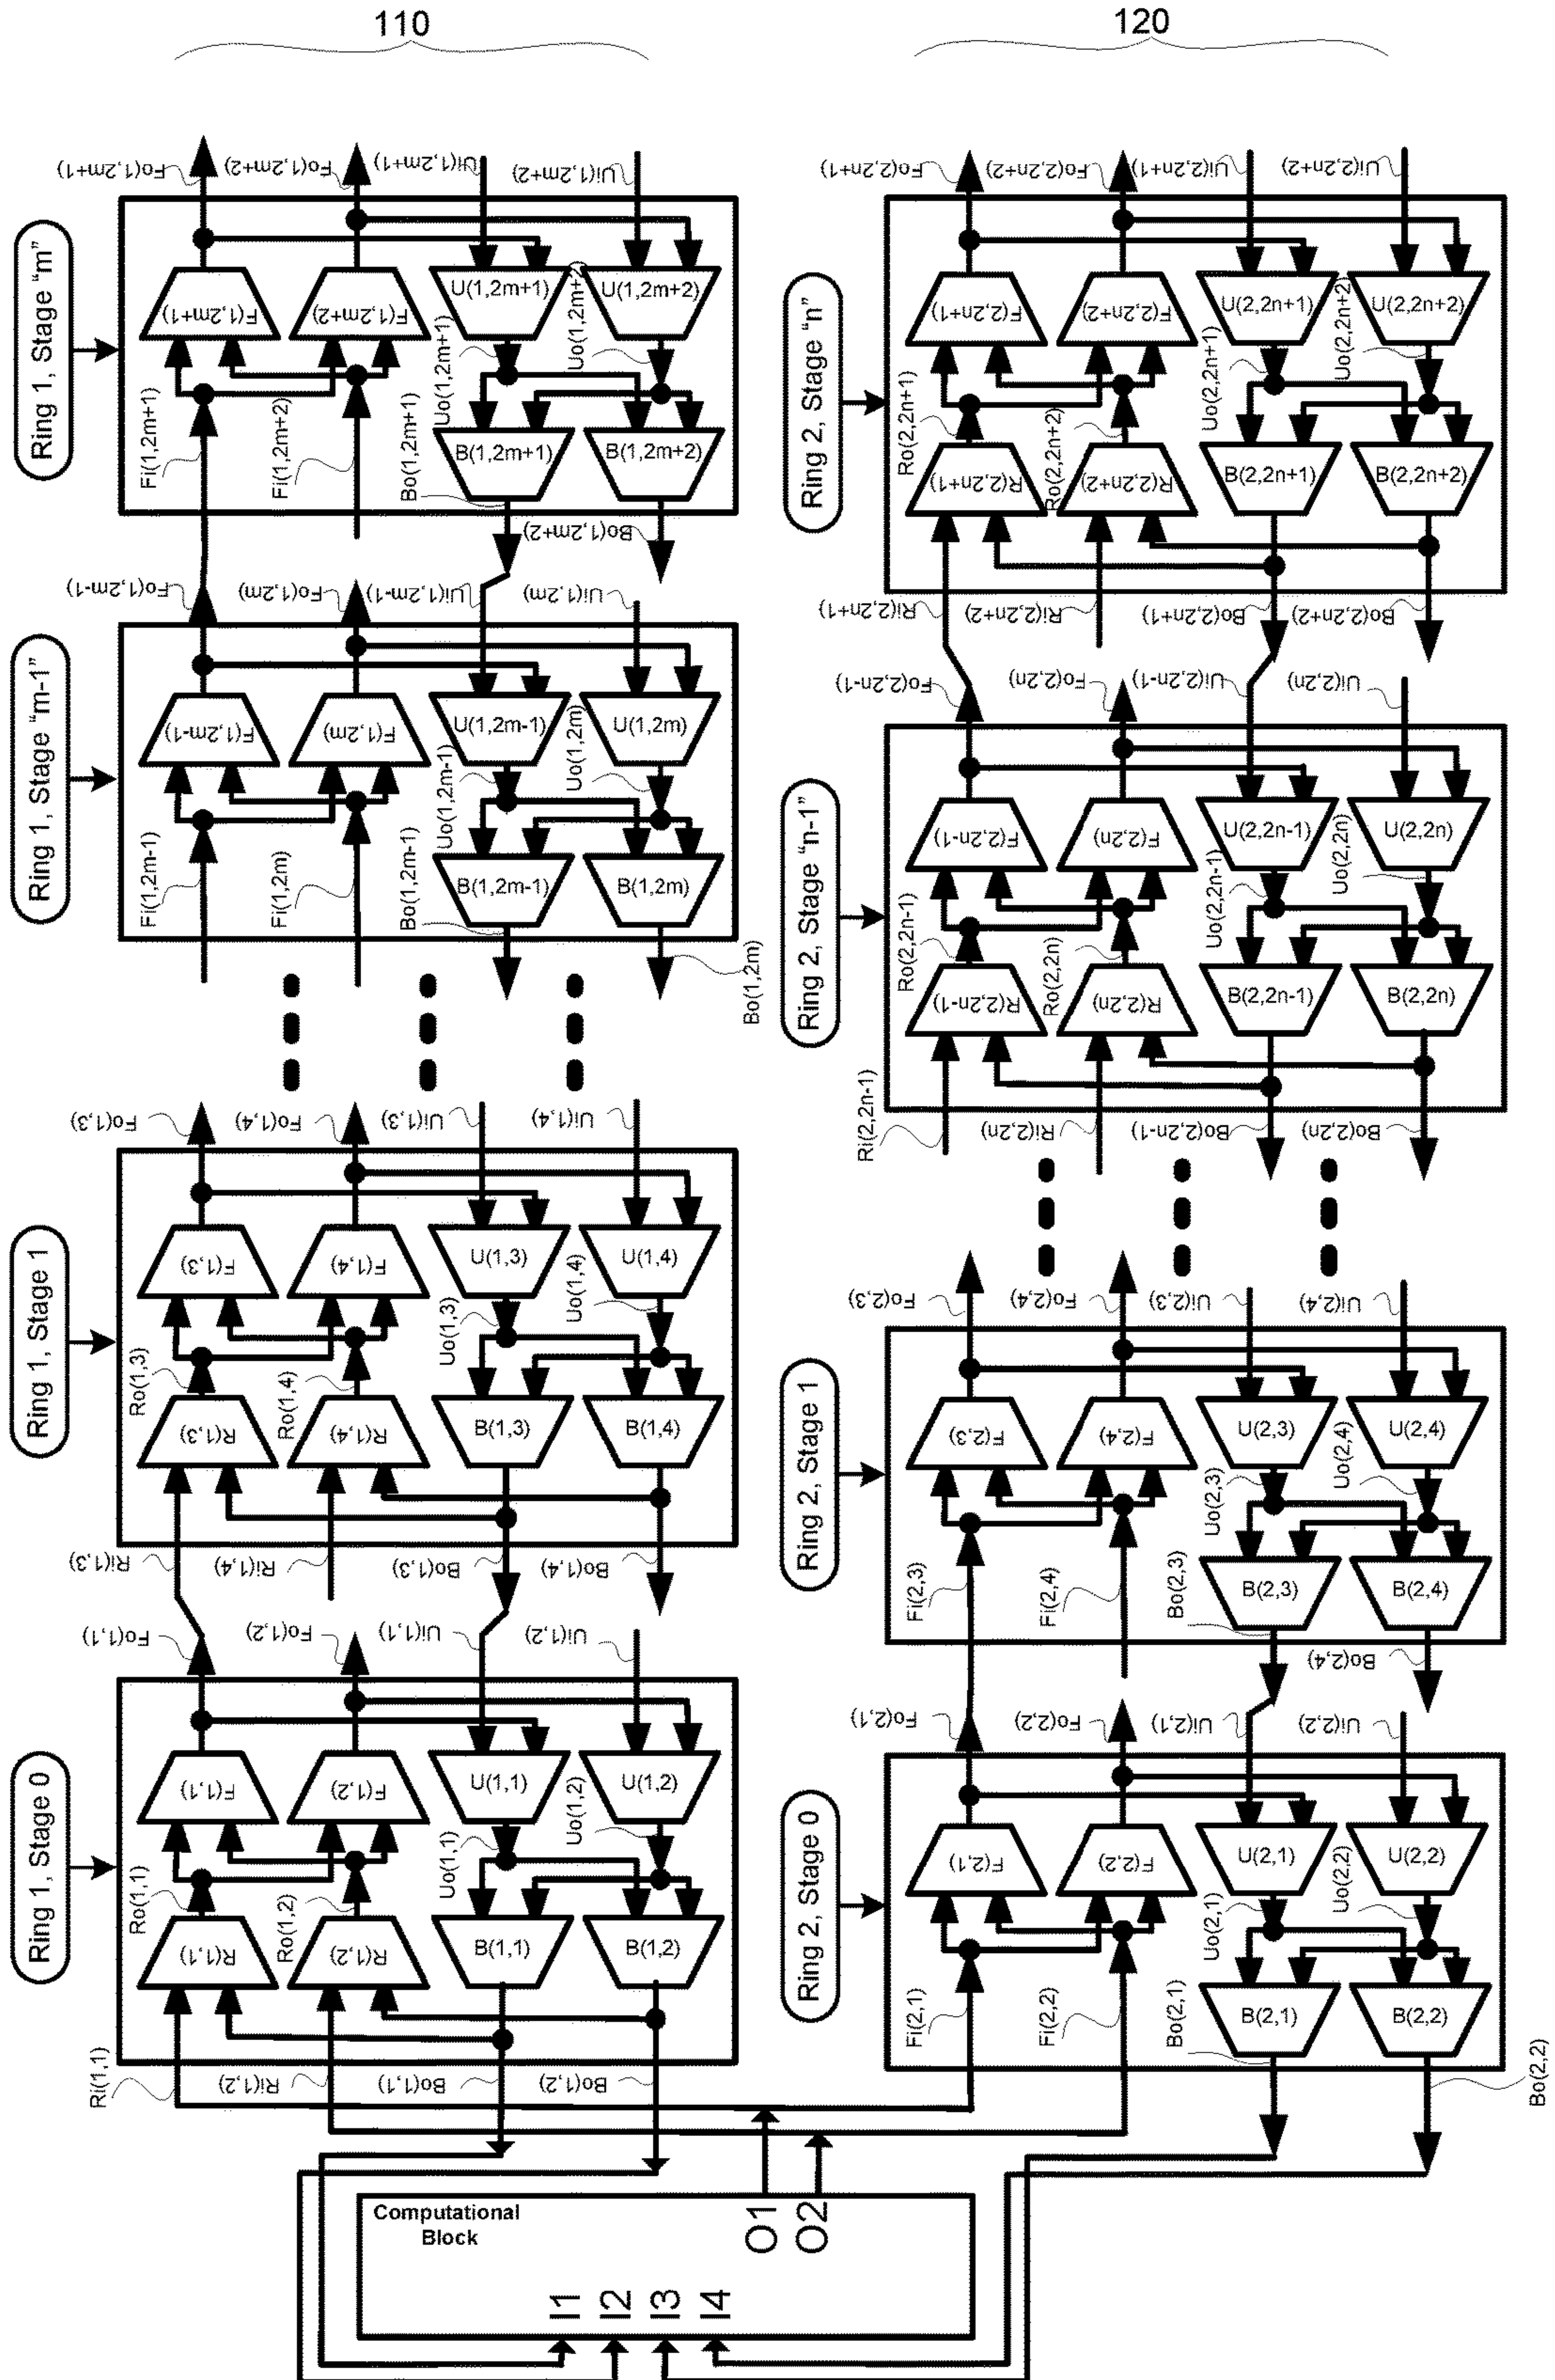 110
120
Ring 1, Stage "m"
Fo(1,2m+1)
Fo(1,2m+2)
Ui(1,2m+1)
Ui(1,2m+2)
F(1,2m+1)
F(1,2m+2)
U(1,2m+1)
U(1,2m+2)
Uo(1,2m+1)
Uo(1,2m+2)
Fi(1,2m+1)
Fi(1,2m+2)
B(1,2m+1)
B(1,2m+2)
Bo(1,2m+1)
Bo(1,2m+2)
Ring 1, Stage "m-1"
Fo(1,2m-1)
Fo(1,2m)
Ui(1,2m-1)
Ui(1,2m)
F(1,2m-1)
F(1,2m)
U(1,2m-1)
U(1,2m)
Uo(1,2m-1)
Uo(1,2m)
Fi(1,2m-1)
Fi(1,2m)
B(1,2m-1)
B(1,2m)
Bo(1,2m-1)
Bo(1,2m)
Ring 1, Stage 1
Fo(1,3)
Fo(1,4)
Ui(1,3)
Ui(1,4)
F(1,3)
F(1,4)
U(1,3)
U(1,4)
Uo(1,3)
Uo(1,4)
Ro(1,3)
Ro(1,4)
R(1,3)
R(1,4)
B(1,3)
B(1,4)
Ri(1,3)
Ri(1,4)
Bo(1,3)
Bo(1,4)
Ring 1, Stage 0
Fo(1,1)
Fo(1,2)
Ui(1,1)
Ui(1,2)
F(1,1)
F(1,2)
U(1,1)
U(1,2)
Uo(1,1)
Uo(1,2)
Ro(1,1)
Ro(1,2)
R(1,1)
R(1,2)
B(1,1)
B(1,2)
Ri(1,1)
Ri(1,2)
Bo(1,1)
Bo(1,2)
Ring 2, Stage "n"
Fo(2,2n+1)
Fo(2,2n+2)
Ui(2,2n+1)
Ui(2,2n+2)
F(2,2n+1)
F(2,2n+2)
U(2,2n+1)
U(2,2n+2)
Uo(2,2n+1)
Uo(2,2n+2)
Ro(2,2n+1)
Ro(2,2n+2)
R(2,2n+1)
R(2,2n+2)
B(2,2n+1)
B(2,2n+2)
Ri(2,2n+1)
Ri(2,2n+2)
Bo(2,2n+1)
Bo(2,2n+2)
Ring 2, Stage "n-1"
Fo(2,2n-1)
Fo(2,2n)
Ui(2,2n-1)
Ui(2,2n)
F(2,2n-1)
F(2,2n)
U(2,2n-1)
U(2,2n)
Uo(2,2n-1)
Uo(2,2n)
Ro(2,2n-1)
Ro(2,2n)
R(2,2n-1)
R(2,2n)
B(2,2n-1)
B(2,2n)
Ri(2,2n-1)
Ri(2,2n)
Bo(2,2n-1)
Bo(2,2n)
Ring 2, Stage 1
Fo(2,3)
Fo(2,4)
Ui(2,3)
Ui(2,4)
F(2,3)
F(2,4)
U(2,3)
U(2,4)
Uo(2,3)
Uo(2,4)
Fi(2,3)
Fi(2,4)
B(2,3)
B(2,4)
Bo(2,3)
Bo(2,4)
Ring 2, Stage 0
Fo(2,1)
Fo(2,2)
Ui(2,1)
Ui(2,2)
F(2,1)
F(2,2)
U(2,1)
U(2,2)
Uo(2,1)
Uo(2,2)
Fi(2,1)
Fi(2,2)
B(2,1)
B(2,2)
Bo(2,1)
Bo(2,2)
Computational
Block
O1
O2
I1
I2
I3
I4